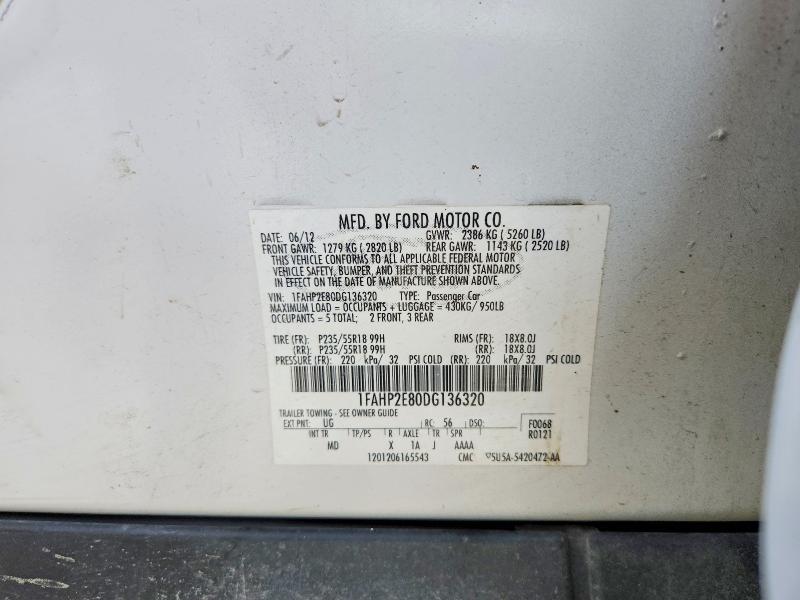 MFD. BY FORD MOTOR CO.
DATE: 06/12 GVWR: 2386 KG ( 5260 LB)
FRONT GAWR: 1279 KG ( 2820 LB) REAR GAWR: 1143 KG ( 2520 LB)
THIS VEHICLE CONFORMS TO ALL APPLICABLE FEDERAL MOTOR
VEHICLE SAFETY, BUMPER, AND THEFT PREVENTION STANDARDS
IN EFFECT ON THE DATE OF MANUFACTURE SHOWN ABOVE.
VIN: 1FAHP2E80DG136320 TYPE: Passenger Car
MAXIMUM LOAD = OCCUPANTS + LUGGAGE = 430KG/ 950LB
OCCUPANTS = 5 TOTAL; 2 FRONT, 3 REAR
TIRE (FR): P235/55R18 99H RIMS (FR): 18X8.0J
(RR): P235/55R18 99H (RR): 18X8.0J
PRESSURE (FR): 220 kPa/ 32 PSI COLD (RR): 220 kPa/ 32 PSI COLD
1FAHP2E80DG136320
TRAILER TOWING - SEE OWNER GUIDE
EXT PNT: UG RC: 56 DSO: F0068
INT TR TP/PS R AXLE TR SPR R0121
MD X 1A J AAAA
1201206165543 CMC 5U5A-5420472-AA